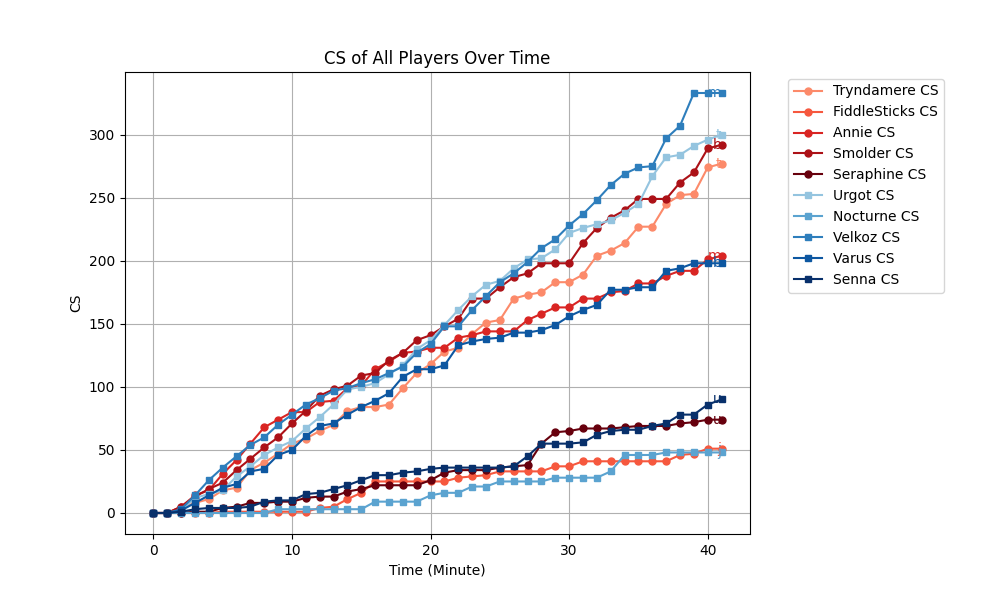 CS of All Players Over Time
CS
300
250
200
150
100
50
0
0 10 20 30 40
Time (Minute)
Tryndamere CS
FiddleSticks CS
Annie CS
Smolder CS
Seraphine CS
Urgot CS
Nocturne CS
Velkoz CS
Varus CS
Senna CS